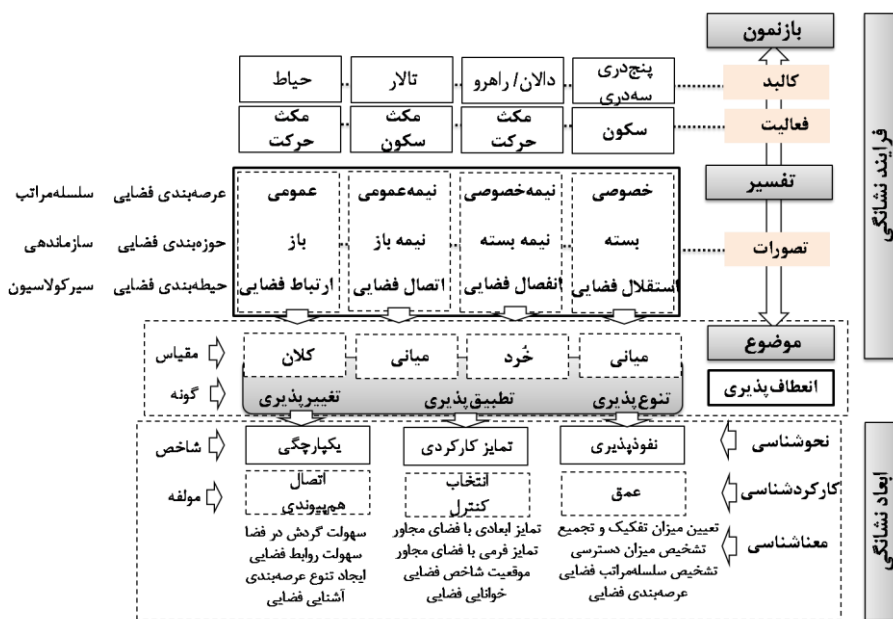 بازنمون
کالبد
پنج‌دری
سه‌دری
دالان/ راهرو
تالار
حیاط
فعالیت
سکون
مکث
حرکت
مکث
سکون
مکث
حرکت
فرایند نشانگی
تفسیر
خصوصی
نیمه‌خصوصی
نیمه‌عمومی
عمومی
عرصه‌بندی فضایی
سلسله‌مراتب
تصورات
بسته
نیمه بسته
نیمه باز
باز
حوزه‌بندی فضایی
سازماندهی
استقلال فضایی
انفصال فضایی
اتصال فضایی
ارتباط فضایی
حیطه‌بندی فضایی
سیرکولاسیون
موضوع
میانی
خُرد
میانی
کلان
مقیاس
انعطاف‌پذیری
تنوع‌پذیری
تطبیق‌پذیری
تغییرپذیری
گونه
ابعاد نشانگی
نحوشناسی
نفوذپذیری
تمایز کارکردی
یکپارچگی
شاخص
کارکردشناسی
عمق
انتخاب
کنترل
اتصال
هم‌پیوندی
مولفه
معناشناسی
تعیین میزان تفکیک و تجمیع
تشخیص میزان دسترسی
تشخیص سلسله‌مراتب فضایی
عرصه‌بندی فضایی
تمایز ابعادی با فضای مجاور
تمایز فرمی با فضای مجاور
موقعیت شاخص فضایی
خوانایی فضایی
سهولت گردش در فضا
سهولت روابط فضایی
ایجاد تنوع عرصه‌بندی
آشنایی فضایی